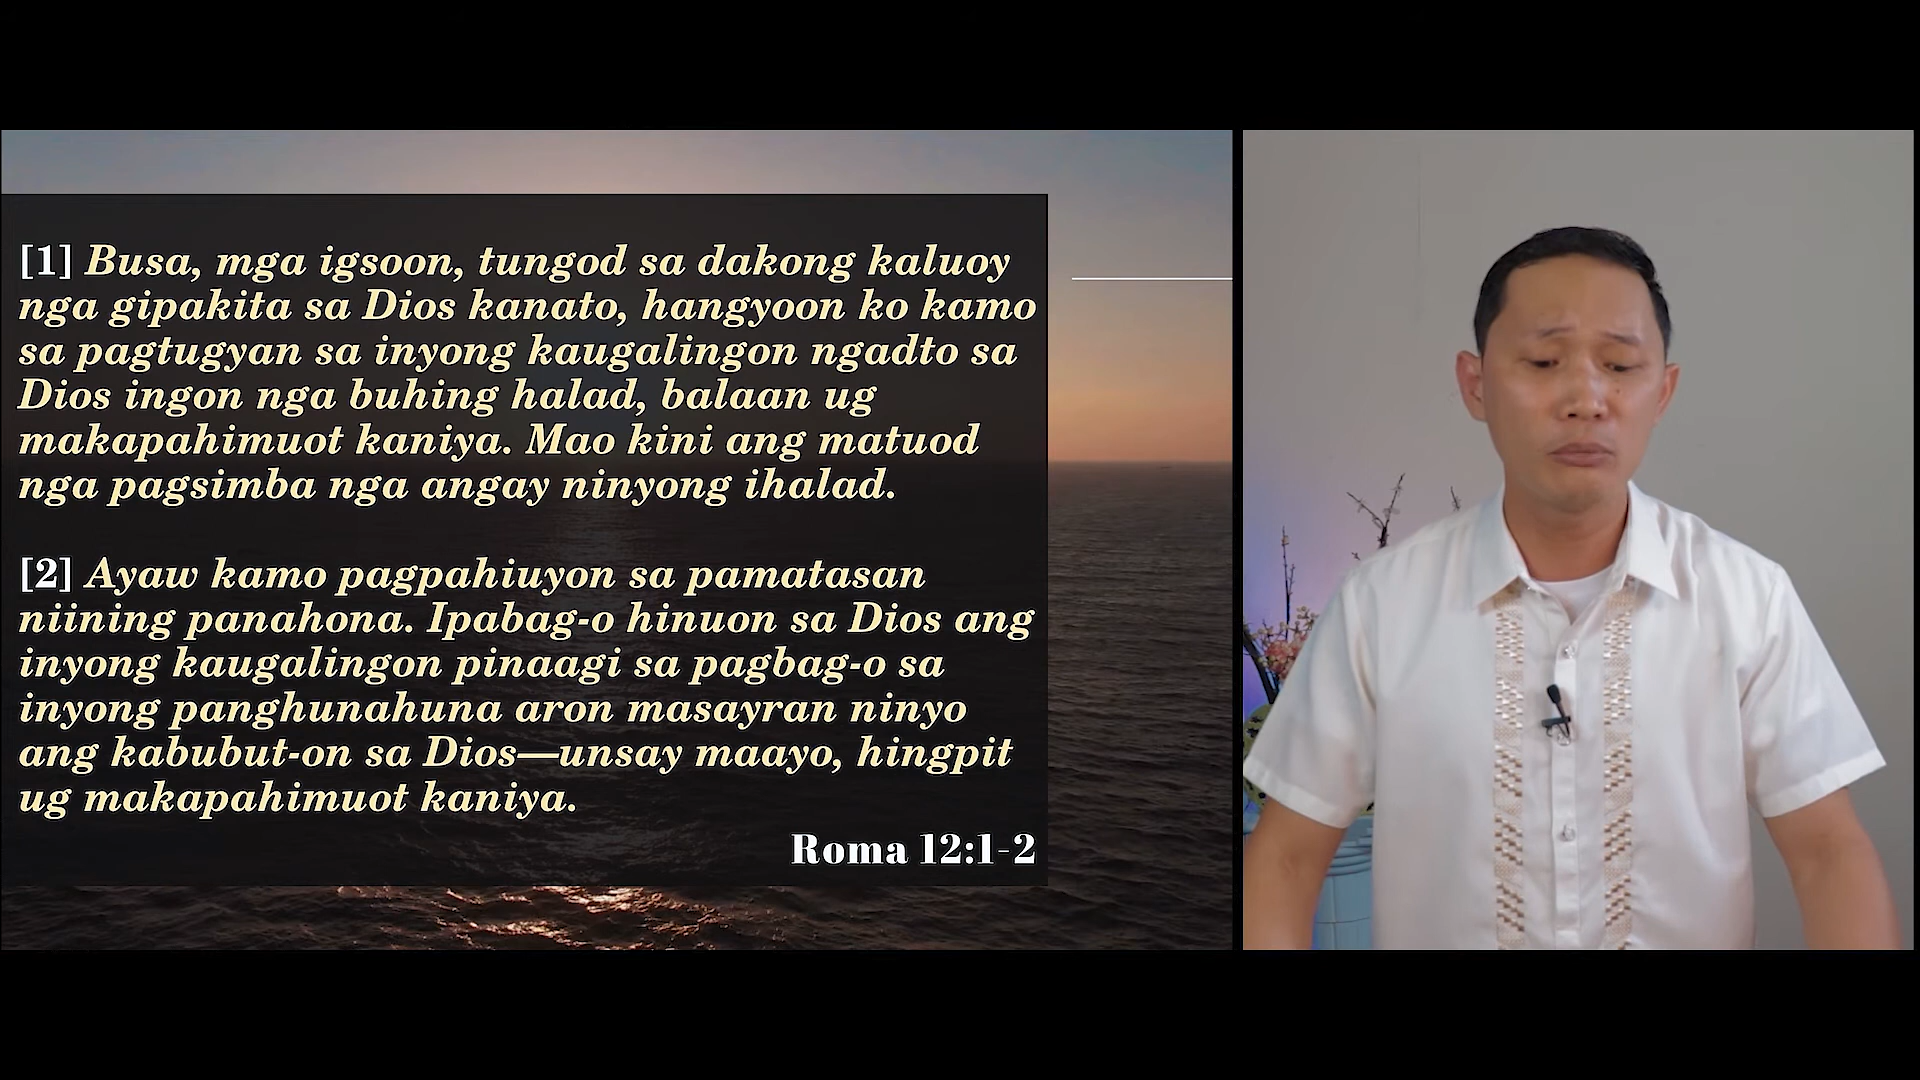 [1] Busa, mga igsoon, tungod sa dakong kaluoy
nga gipakita sa Dios kanato, hangyoon ko kamo
sa pagtugyan sa inyong kaugalingon ngadto sa
Dios ingon nga buhing halad, balaan ug
makapahimuot kaniya. Mao kini ang matuod
nga pagsimba nga angay ninyong ihalad.
[2] Ayaw kamo pagpahiuyon sa pamatasan
niining panahona. Ipabag-o hinuon sa Dios ang
inyong kaugalingon pinaagi sa pagbag-o sa
inyong panghunahuna aron masayran ninyo
ang kabubut-on sa Dios—unsay maayo, hingpit
ug makapahimuot kaniya.
Roma 12:1-2